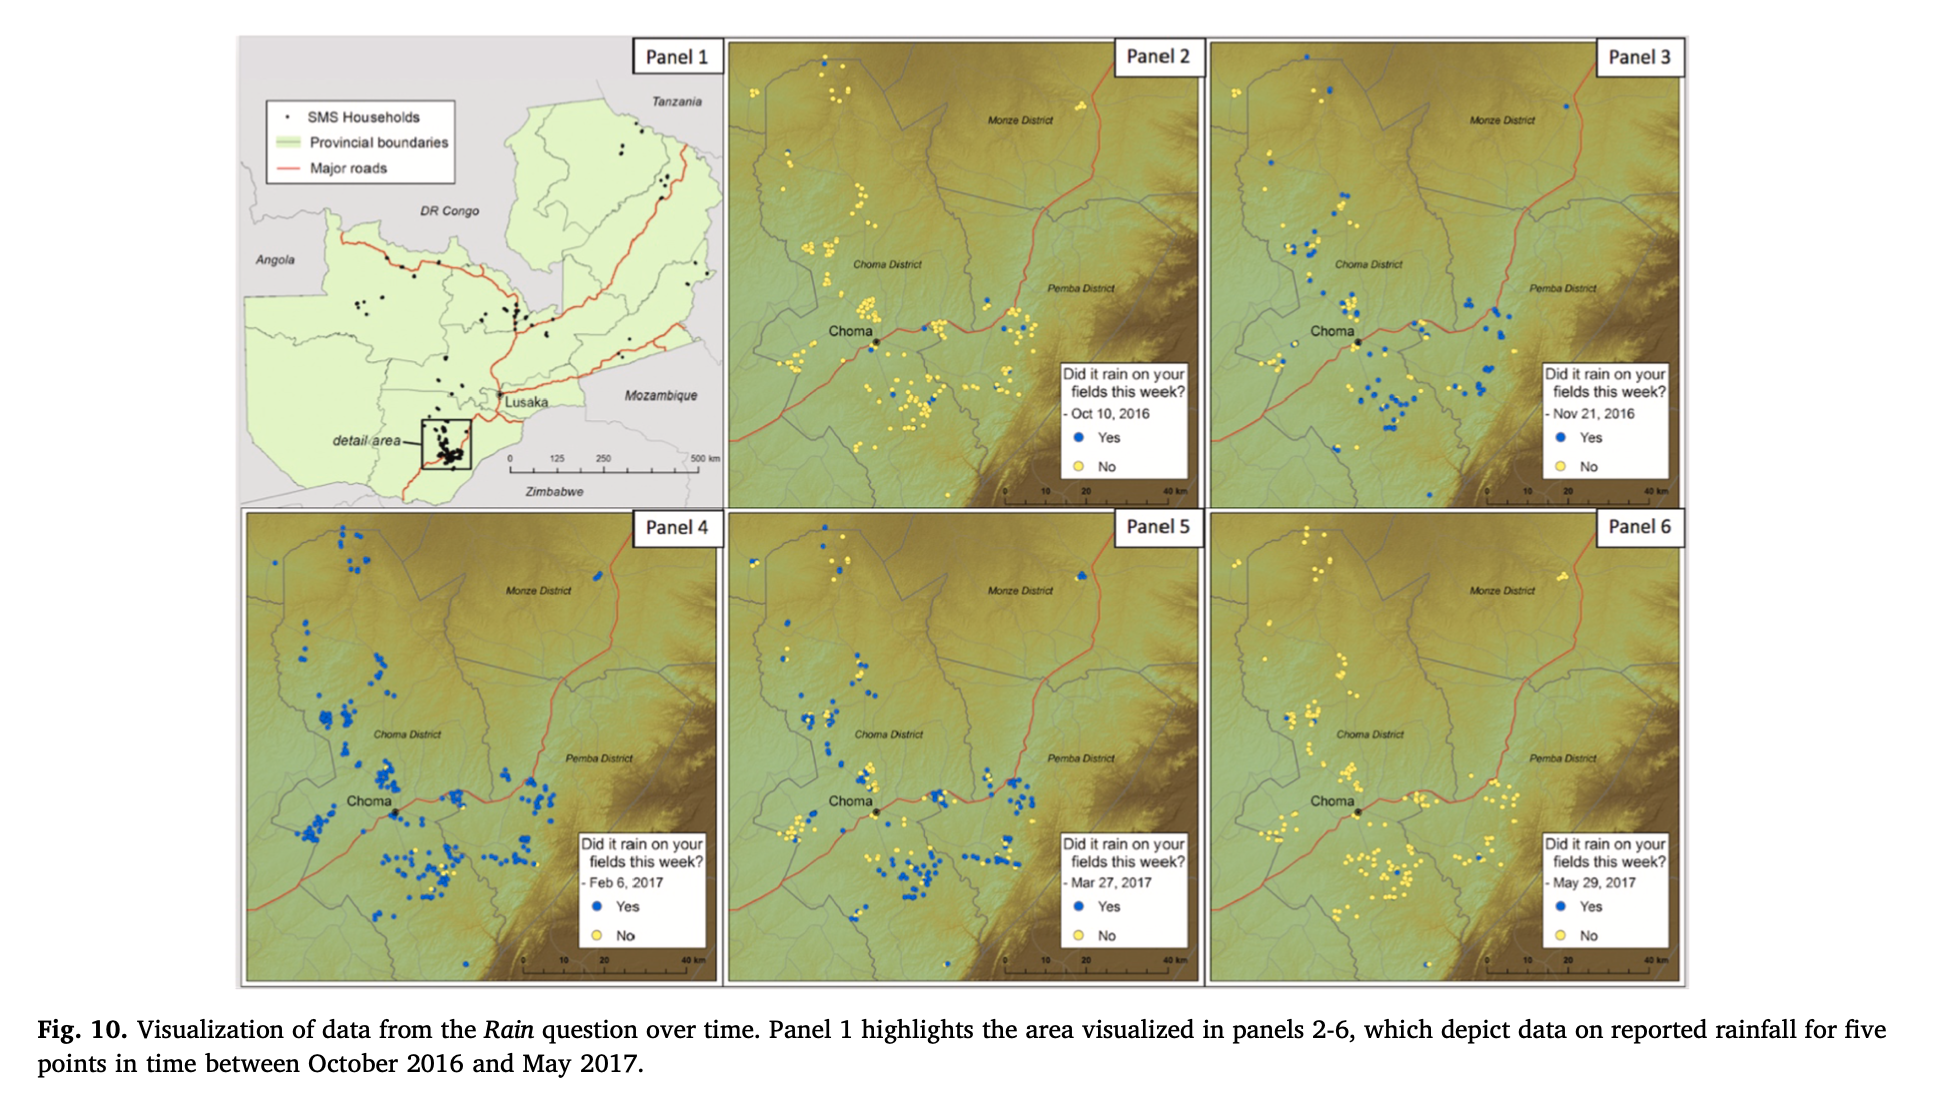 Panel 1
Tanzania
SMS Households
Provincial boundaries
Major roads
DR Congo
Angola
Lusaka
Mozambique
detail area
0 125 250 500 km
Zimbabwe
Panel 2
Monze District
Choma District
Pemba District
Choma
Did it rain on your
fields this week?
- Oct 10, 2016
Yes
No
0 10 20 40 km
Panel 3
Monze District
Choma District
Pemba District
Choma
Did it rain on your
fields this week?
- Nov 21, 2016
Yes
No
0 10 20 40 km
Panel 4
Monze District
Choma District
Pemba District
Choma
Did it rain on your
fields this week?
- Feb 6, 2017
Yes
No
0 10 20 40 km
Panel 5
Monze District
Choma District
Pemba District
Choma
Did it rain on your
fields this week?
- Mar 27, 2017
Yes
No
0 10 20 40 km
Panel 6
Monze District
Choma District
Pemba District
Choma
Did it rain on your
fields this week?
- May 29, 2017
Yes
No
0 10 20 40 km
Fig. 10. Visualization of data from the Rain question over time. Panel 1 highlights the area visualized in panels 2-6, which depict data on reported rainfall for five
points in time between October 2016 and May 2017.